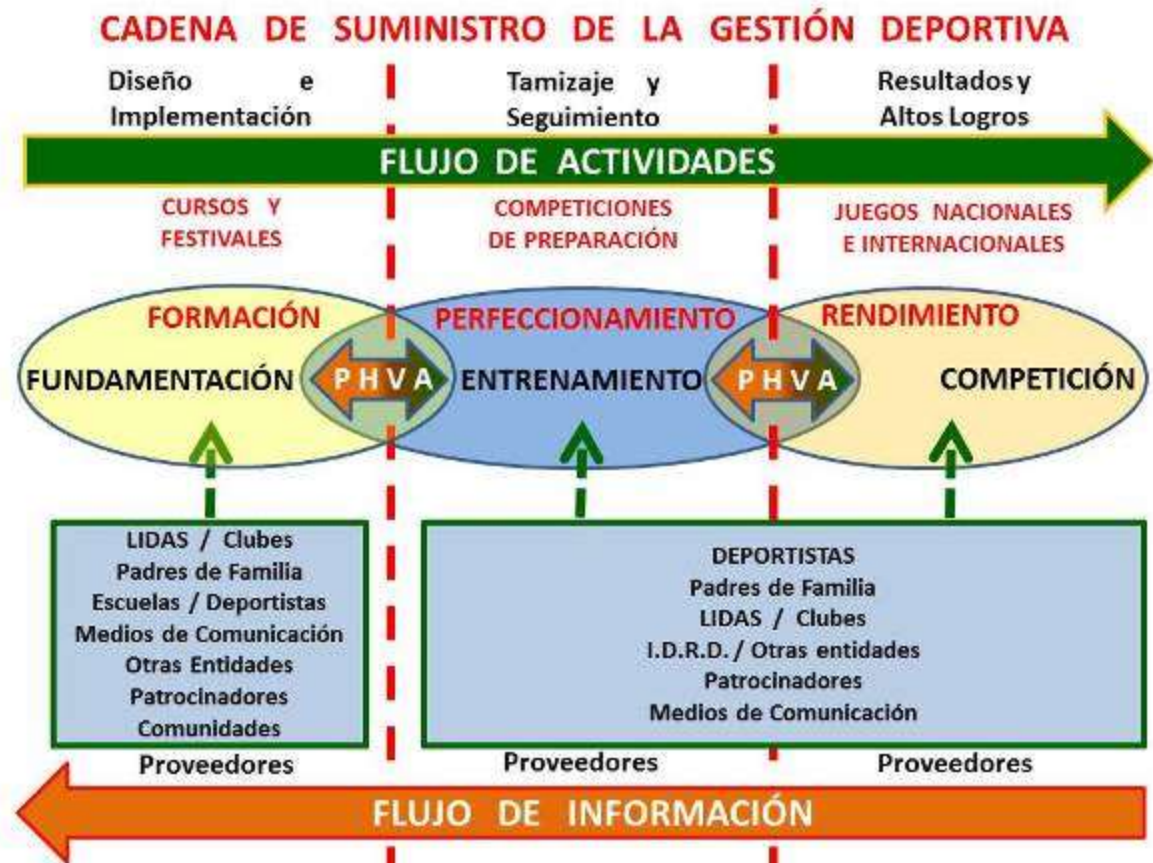 CADENA DE SUMINISTRO DE LA GESTIÓN DEPORTIVA
Diseño e
Implementación
Tamizaje y
Seguimiento
Resultados y
Altos Logros
FLUJO DE ACTIVIDADES
CURSOS Y
FESTIVALES
COMPETICIONES
DE PREPARACIÓN
JUEGOS NACIONALES
E INTERNACIONALES
FORMACIÓN
FUNDAMENTACIÓN
P H V A
PERFECCIONAMIENTO
ENTRENAMIENTO
P H V A
RENDIMIENTO
COMPETICIÓN
LIDAS / Clubes
Padres de Familia
Escuelas / Deportistas
Medios de Comunicación
Otras Entidades
Patrocinadores
Comunidades
DEPORTISTAS
Padres de Familia
LIDAS / Clubes
I.D.R.D. / Otras entidades
Patrocinadores
Medios de Comunicación
Proveedores
Proveedores
Proveedores
FLUJO DE INFORMACIÓN